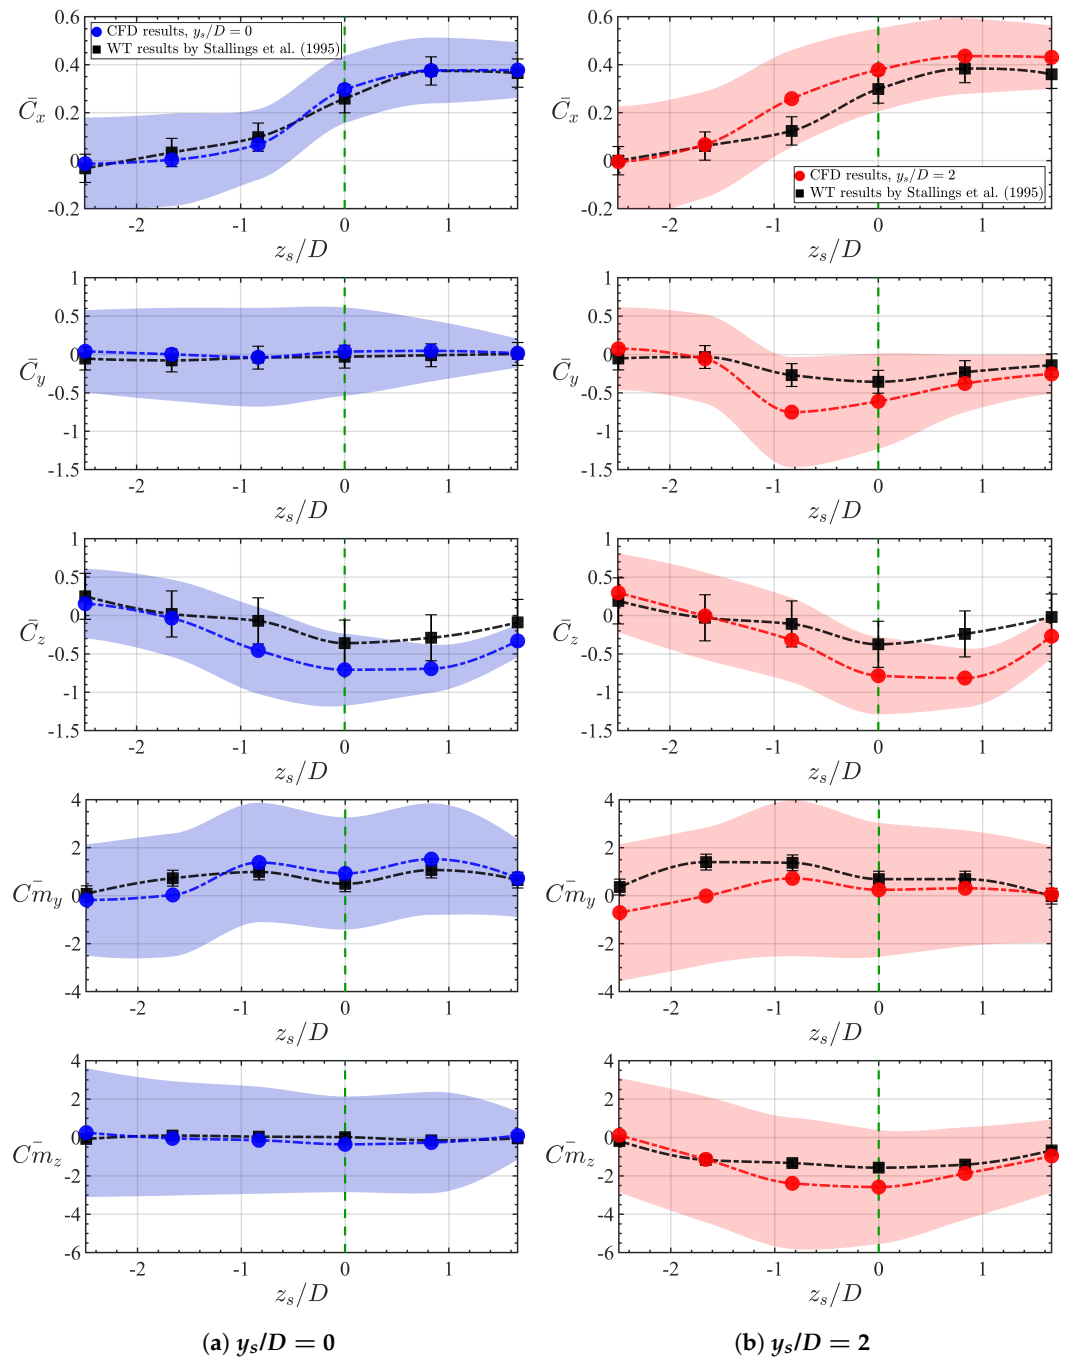 0.6
0.4
0.2
0
-0.2
C̄x
CFD results, ys/D = 0
WT results by Stallings et al. (1995)
-2 -1 0 1
zs/D
0.6
0.4
0.2
0
-0.2
C̄x
CFD results, ys/D = 2
WT results by Stallings et al. (1995)
-2 -1 0 1
zs/D
1
0.5
0
-0.5
-1
-1.5
C̄y
-2 -1 0 1
zs/D
1
0.5
0
-0.5
-1
-1.5
C̄y
-2 -1 0 1
zs/D
1
0.5
0
-0.5
-1
-1.5
C̄z
-2 -1 0 1
zs/D
1
0.5
0
-0.5
-1
-1.5
C̄z
-2 -1 0 1
zs/D
4
2
0
-2
-4
Cm̄y
-2 -1 0 1
zs/D
4
2
0
-2
-4
Cm̄y
-2 -1 0 1
zs/D
4
2
0
-2
-4
-6
Cm̄z
-2 -1 0 1
zs/D
4
2
0
-2
-4
-6
Cm̄z
-2 -1 0 1
zs/D
(a) ys/D = 0
(b) ys/D = 2